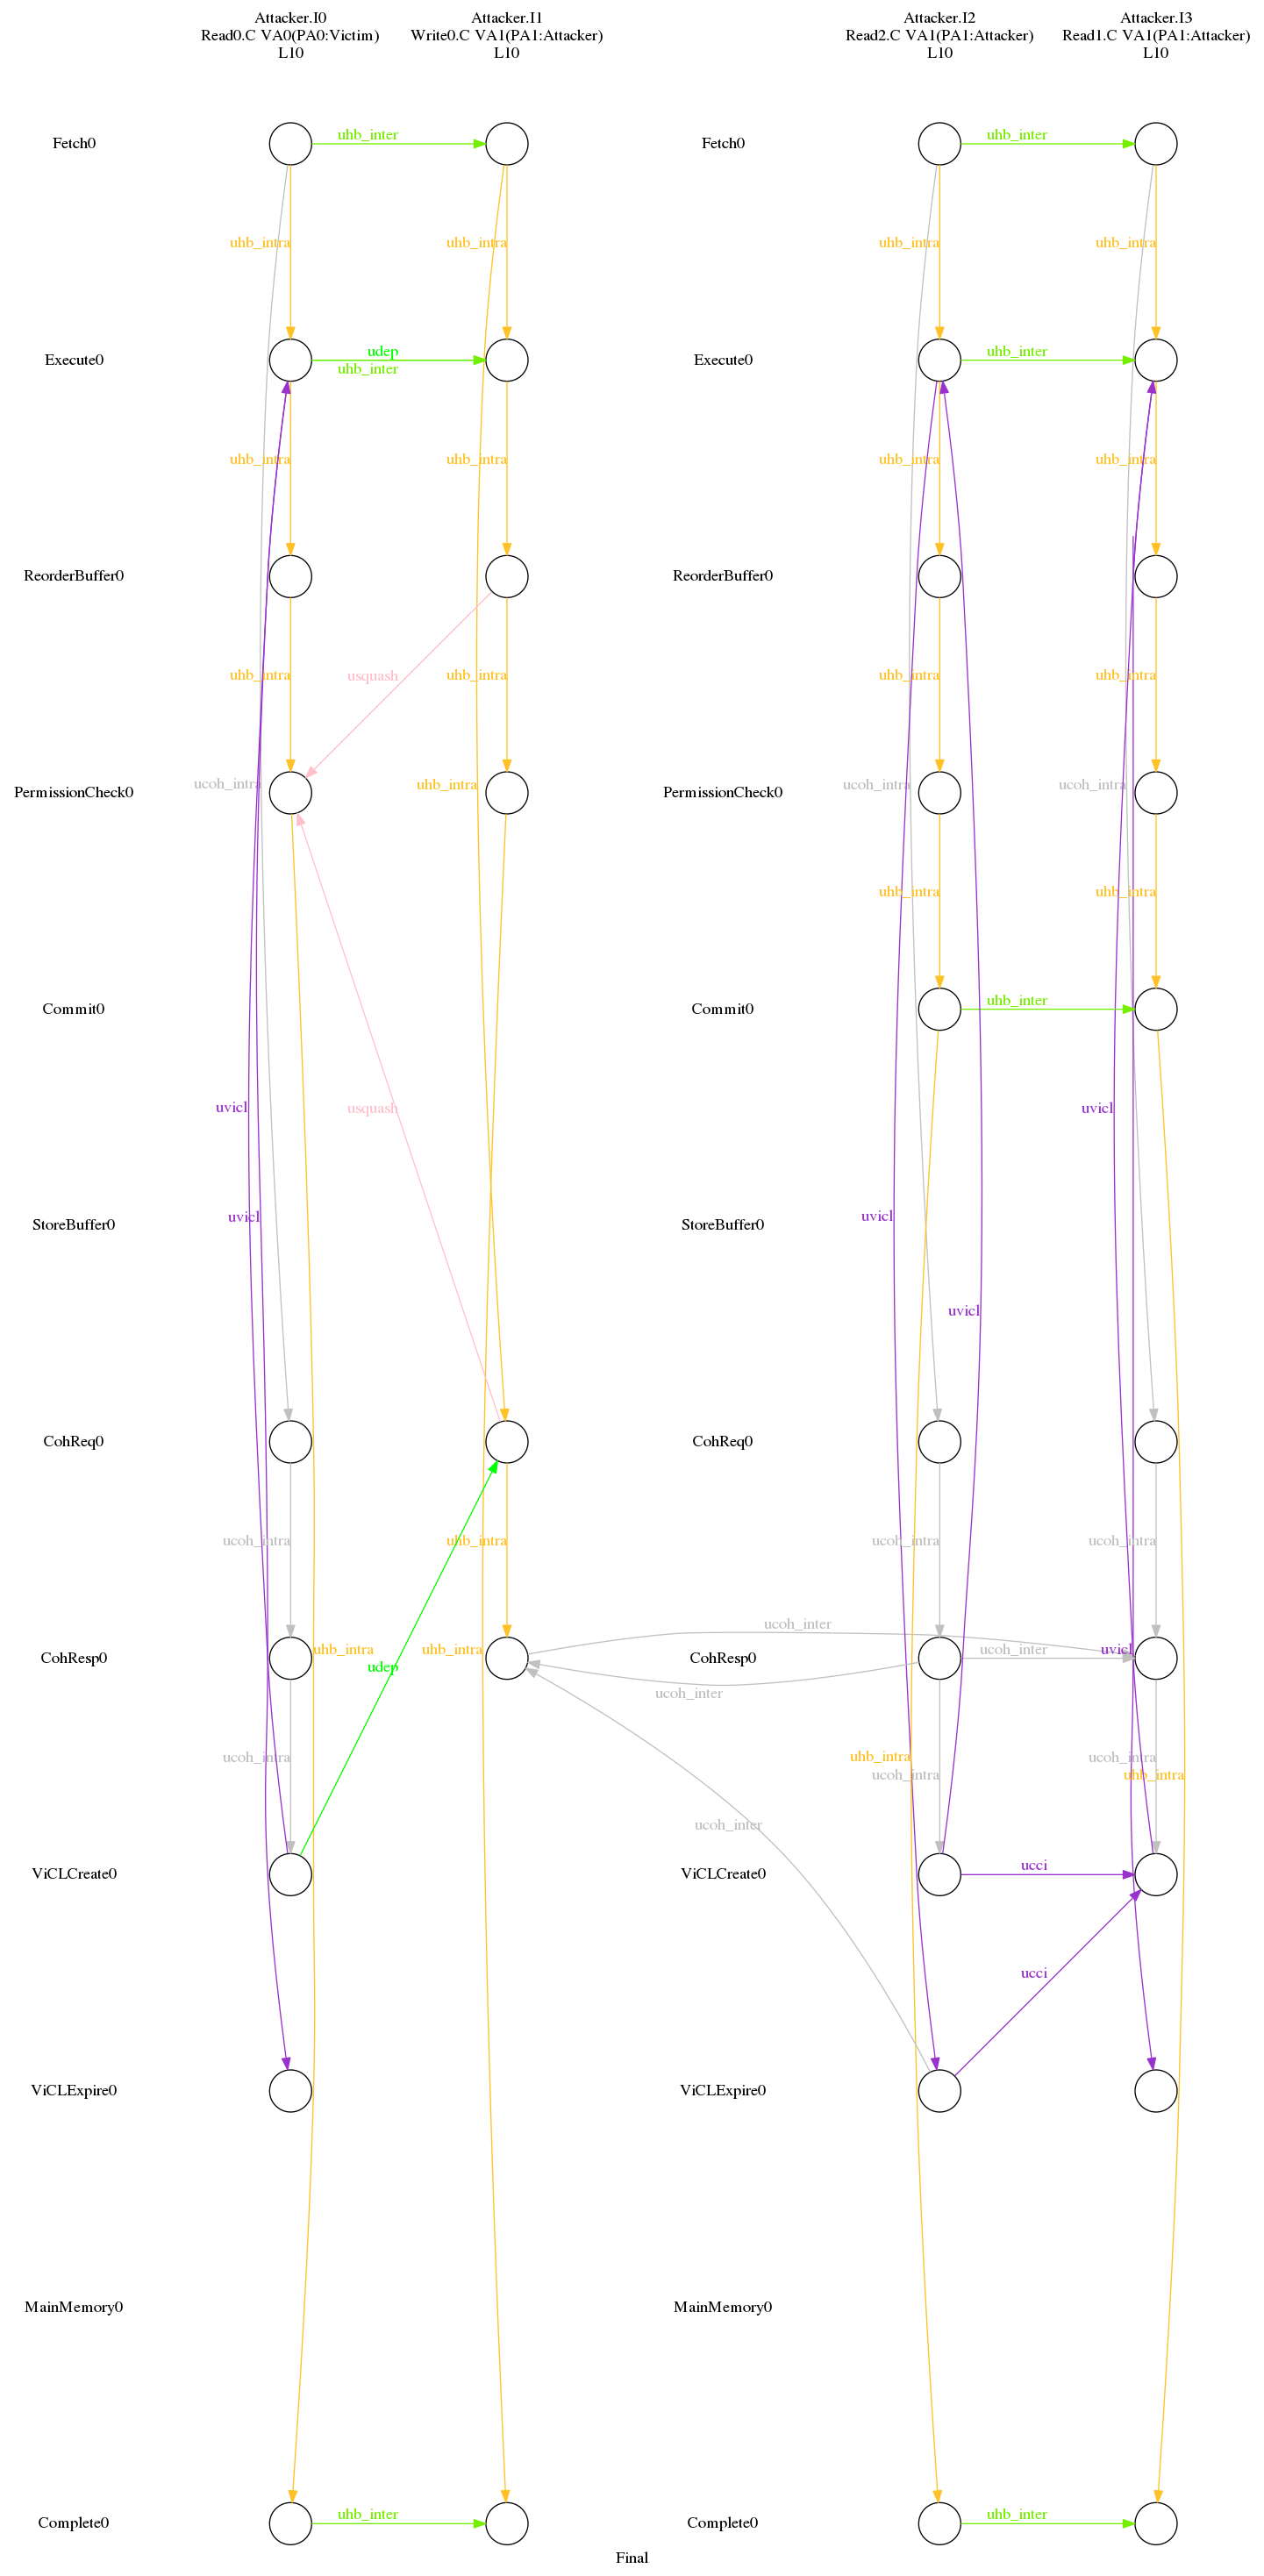 Attacker.I0
Read0.C VA0(PA0:Victim)
L10
Attacker.I1
Write0.C VA1(PA1:Attacker)
L10
Attacker.I2
Read2.C VA1(PA1:Attacker)
L10
Attacker.I3
Read1.C VA1(PA1:Attacker)
L10
Fetch0
uhb_inter
Fetch0
uhb_inter
uhb_intra
uhb_intra
uhb_intra
uhb_intra
Execute0
udep
uhb_inter
Execute0
uhb_inter
uhb_intra
uhb_intra
uhb_intra
uhb_intra
ReorderBuffer0
ReorderBuffer0
uhb_intra
usquash
uhb_intra
uhb_intra
uhb_intra
PermissionCheck0
ucoh_intra
uhb_intra
PermissionCheck0
ucoh_intra
ucoh_intra
uhb_intra
uhb_intra
Commit0
Commit0
uhb_inter
uvicl
usquash
uvicl
StoreBuffer0
uvicl
StoreBuffer0
uvicl
uvicl
CohReq0
CohReq0
ucoh_intra
uhb_intra
ucoh_intra
ucoh_intra
ucoh_inter
CohResp0
uhb_intra
udep
uhb_intra
CohResp0
ucoh_inter
uvicl
ucoh_inter
ucoh_intra
uhb_intra
ucoh_intra
ucoh_intra
uhb_intra
ucoh_inter
ViCLCreate0
ViCLCreate0
ucci
ucci
ViCLExpire0
ViCLExpire0
MainMemory0
MainMemory0
Complete0
uhb_inter
Complete0
uhb_inter
Final